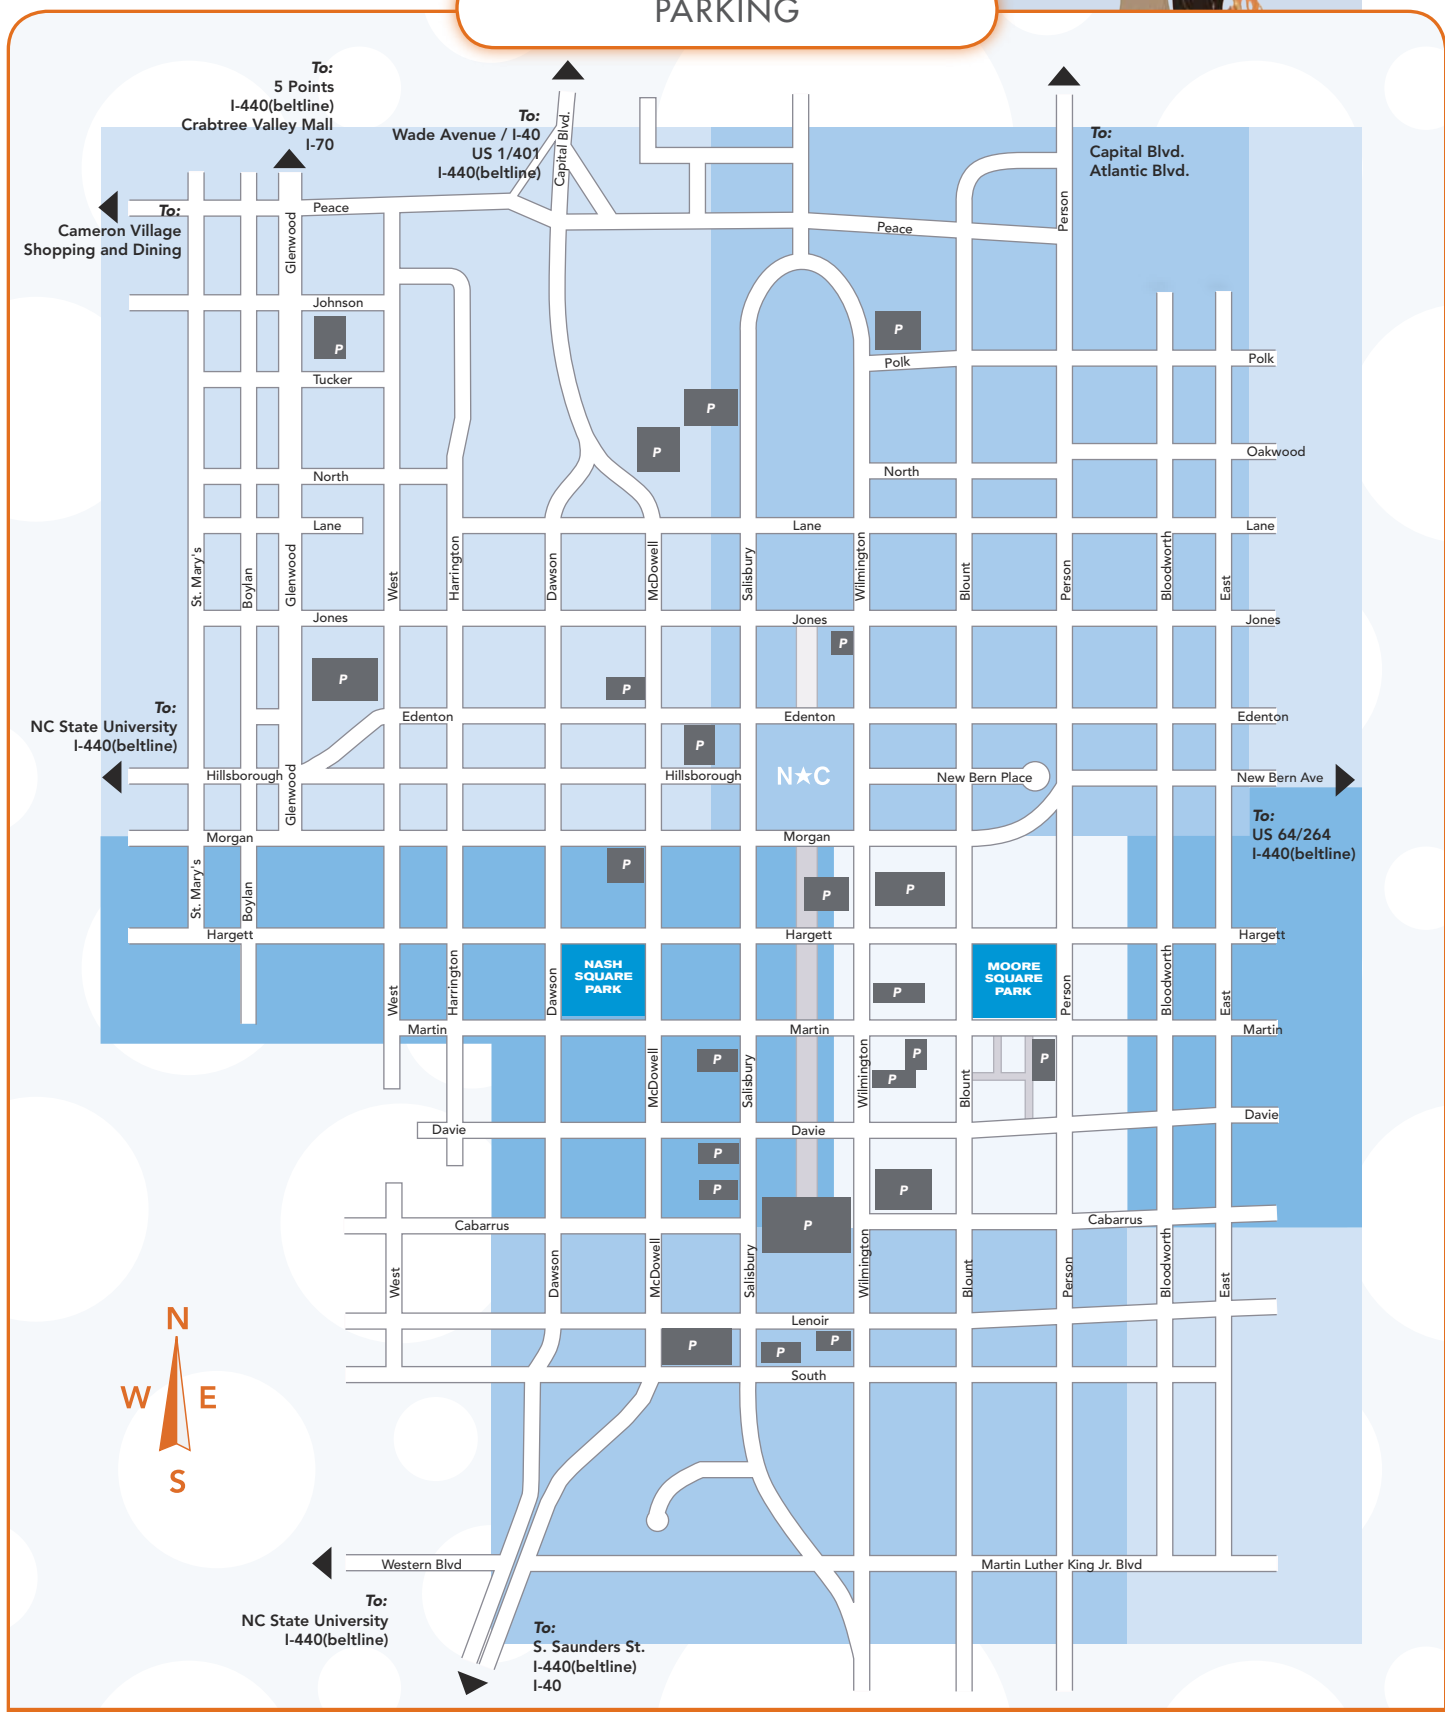 PARKING
To:
5 Points
I-440(beltline)
Crabtree Valley Mall
I-70
To:
Wade Avenue / I-40
US 1/401
I-440(beltline)
Capital Blvd.
To:
Capital Blvd.
Atlantic Blvd.
Person
To:
Cameron Village
Shopping and Dining
Peace
Peace
Glenwood
Johnson
P
P
Tucker
Polk
Polk
P
P
Oakwood
North
North
Lane
Lane
Lane
St. Mary's
Boylan
Glenwood
West
Harrington
Dawson
McDowell
Salisbury
Wilmington
Blount
Person
Bloodworth
East
Jones
Jones
Jones
P
P
P
To:
NC State University
I-440(beltline)
Edenton
Edenton
Edenton
P
Hillsborough
Hillsborough
N★C
New Bern Place
New Bern Ave
Glenwood
To:
US 64/264
I-440(beltline)
Morgan
Morgan
St. Mary's
Boylan
P
P
P
Hargett
Hargett
Hargett
West
Harrington
Dawson
NASH
SQUARE
PARK
P
MOORE
SQUARE
PARK
Person
Bloodworth
East
Martin
Martin
Martin
McDowell
P
Salisbury
Wilmington
P
P
Blount
P
Davie
Davie
Davie
P
P
P
Cabarrus
P
Cabarrus
West
Dawson
McDowell
Salisbury
Wilmington
Blount
Person
Bloodworth
East
Lenoir
P
P
P
South
N
W E
S
Western Blvd
Martin Luther King Jr. Blvd
To:
NC State University
I-440(beltline)
To:
S. Saunders St.
I-440(beltline)
I-40